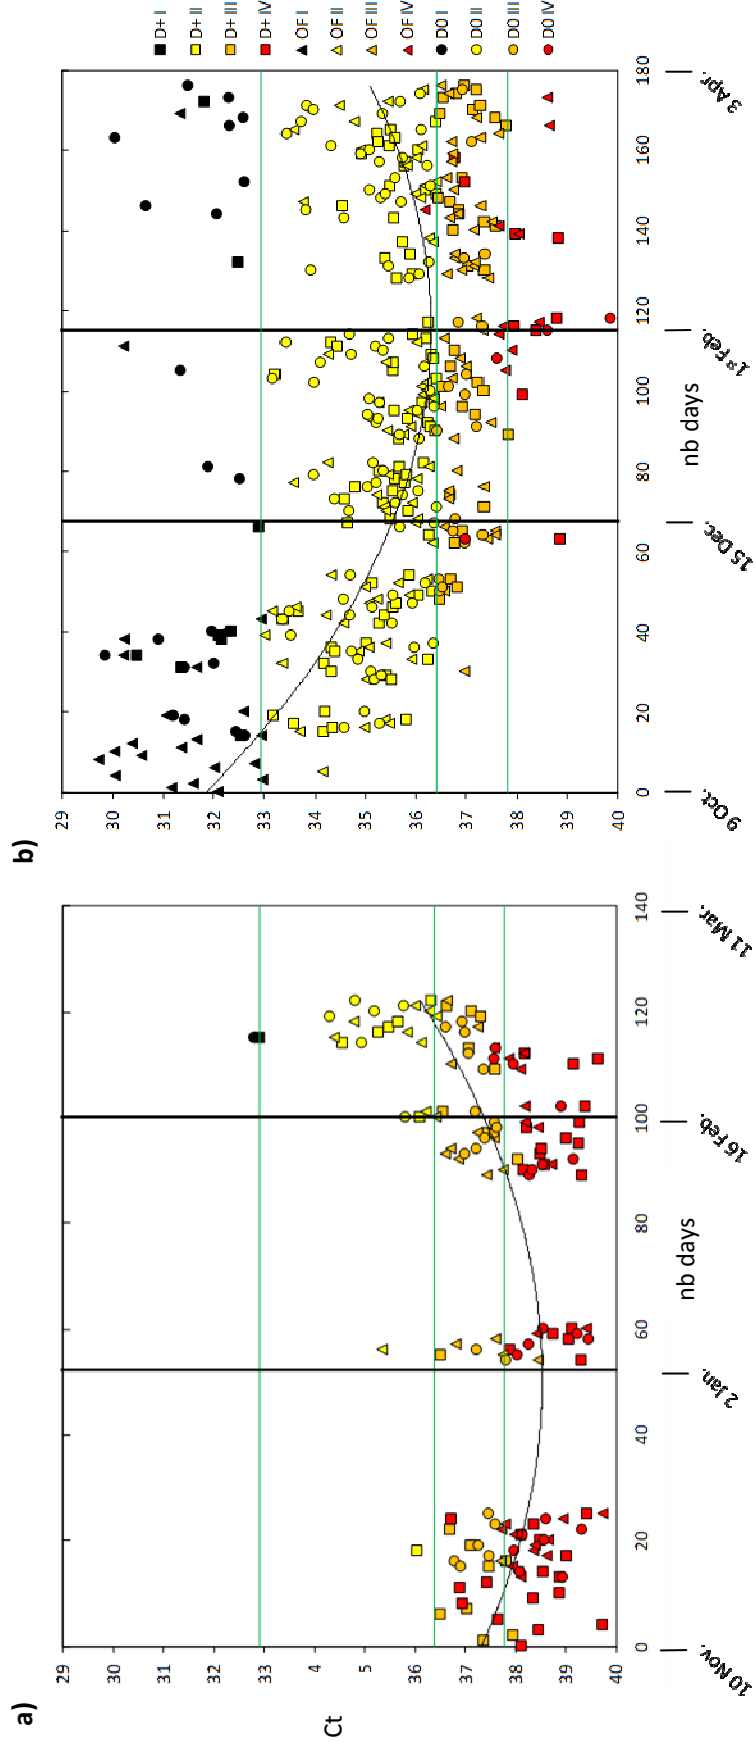 a)
Ct
29
30
31
32
33
4
5
37
38
39
40
0 20 40 60 80 100 120 140
nb days
10 Nov. 2 Jan. 16 Feb. 11 Mar.
b)
29
30
31
32
33
34
35
36
37
38
39
40
0 20 40 60 80 100 120 140 160 180
nb days
9 Oct. 15 Dec. 1st Feb. 3 Apr.
D+ I
D+ II
D+ III
D+ IV
OF I
OF II
OF III
OF IV
D0 I
D0 II
D0 III
D0 IV